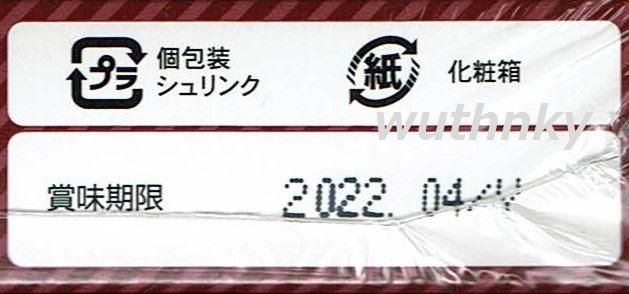 プラ 個包装
シュリンク
紙 化粧箱
wuthnky
賞味期限 2022. 04/V